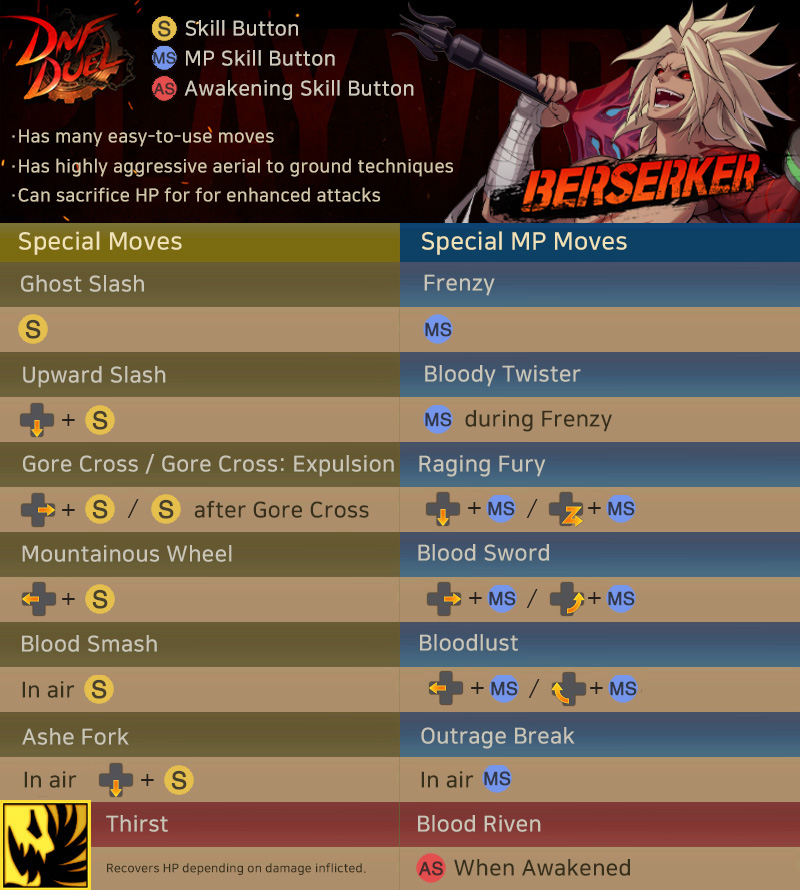 DNF DUEL
S Skill Button
MS MP Skill Button
AS Awakening Skill Button
·Has many easy-to-use moves
·Has highly aggressive aerial to ground techniques
·Can sacrifice HP for for enhanced attacks
BERSERKER
Special Moves
Special MP Moves
Ghost Slash
Frenzy
S
MS
Upward Slash
Bloody Twister
+ S
MS during Frenzy
Gore Cross / Gore Cross: Expulsion
Raging Fury
+ S / S after Gore Cross
+ MS / + MS
Mountainous Wheel
Blood Sword
+ S
+ MS / + MS
Blood Smash
Bloodlust
In air S
+ MS / + MS
Ashe Fork
Outrage Break
In air + S
In air MS
Thirst
Blood Riven
Recovers HP depending on damage inflicted.
AS When Awakened